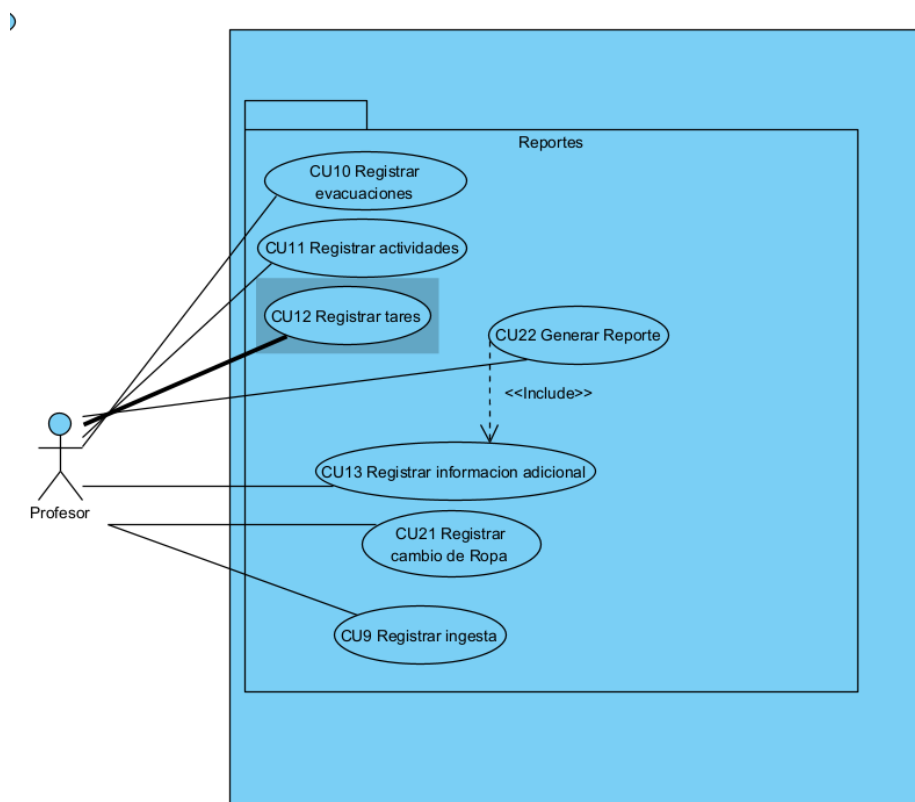 Reportes
CU10 Registrar
evacuaciones
CU11 Registrar actividades
CU12 Registrar tares
CU22 Generar Reporte
<<Include>>
CU13 Registrar informacion adicional
Profesor
CU21 Registrar
cambio de Ropa
CU9 Registrar ingesta